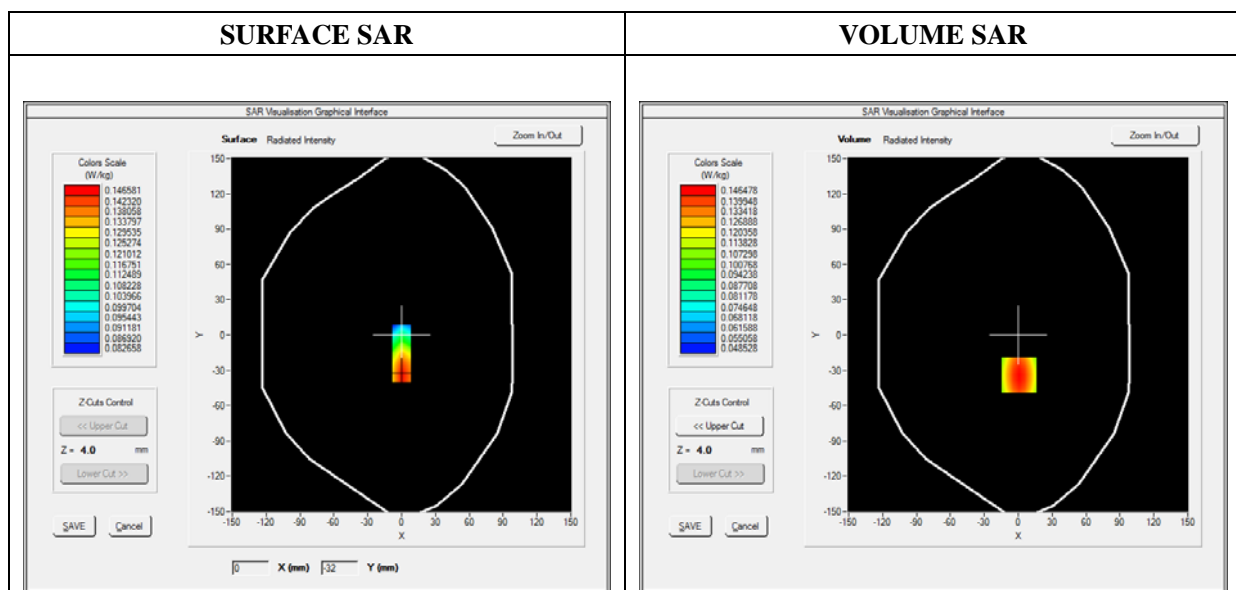 SURFACE SAR
VOLUME SAR
SAR Visualisation Graphical Interface
Surface Radiated Intensity
Zoom In/Out
Colors Scale
(W/kg)
0.146581
0.142320
0.138058
0.133797
0.129535
0.125274
0.121012
0.116751
0.112489
0.108228
0.103966
0.099704
0.095443
0.091181
0.086920
0.082658
150
120
90
60
30
0
-30
-60
-90
-120
-150
Y
-150 -120 -90 -60 -30 0 30 60 90 120 150
X
Z-Cuts Control
<< Upper Cut
Z = 4.0 mm
Lower Cut >>
SAVE Cancel
0 X (mm) -32 Y (mm)
SAR Visualisation Graphical Interface
Volume Radiated Intensity
Zoom In/Out
Colors Scale
(W/kg)
0.146478
0.139948
0.133418
0.126888
0.120358
0.113828
0.107298
0.100768
0.094238
0.087708
0.081178
0.074648
0.068118
0.061588
0.055058
0.048528
150
120
90
60
30
0
-30
-60
-90
-120
-150
Y
-150 -120 -90 -60 -30 0 30 60 90 120 150
X
Z-Cuts Control
<< Upper Cut
Z = 4.0 mm
Lower Cut >>
SAVE Cancel